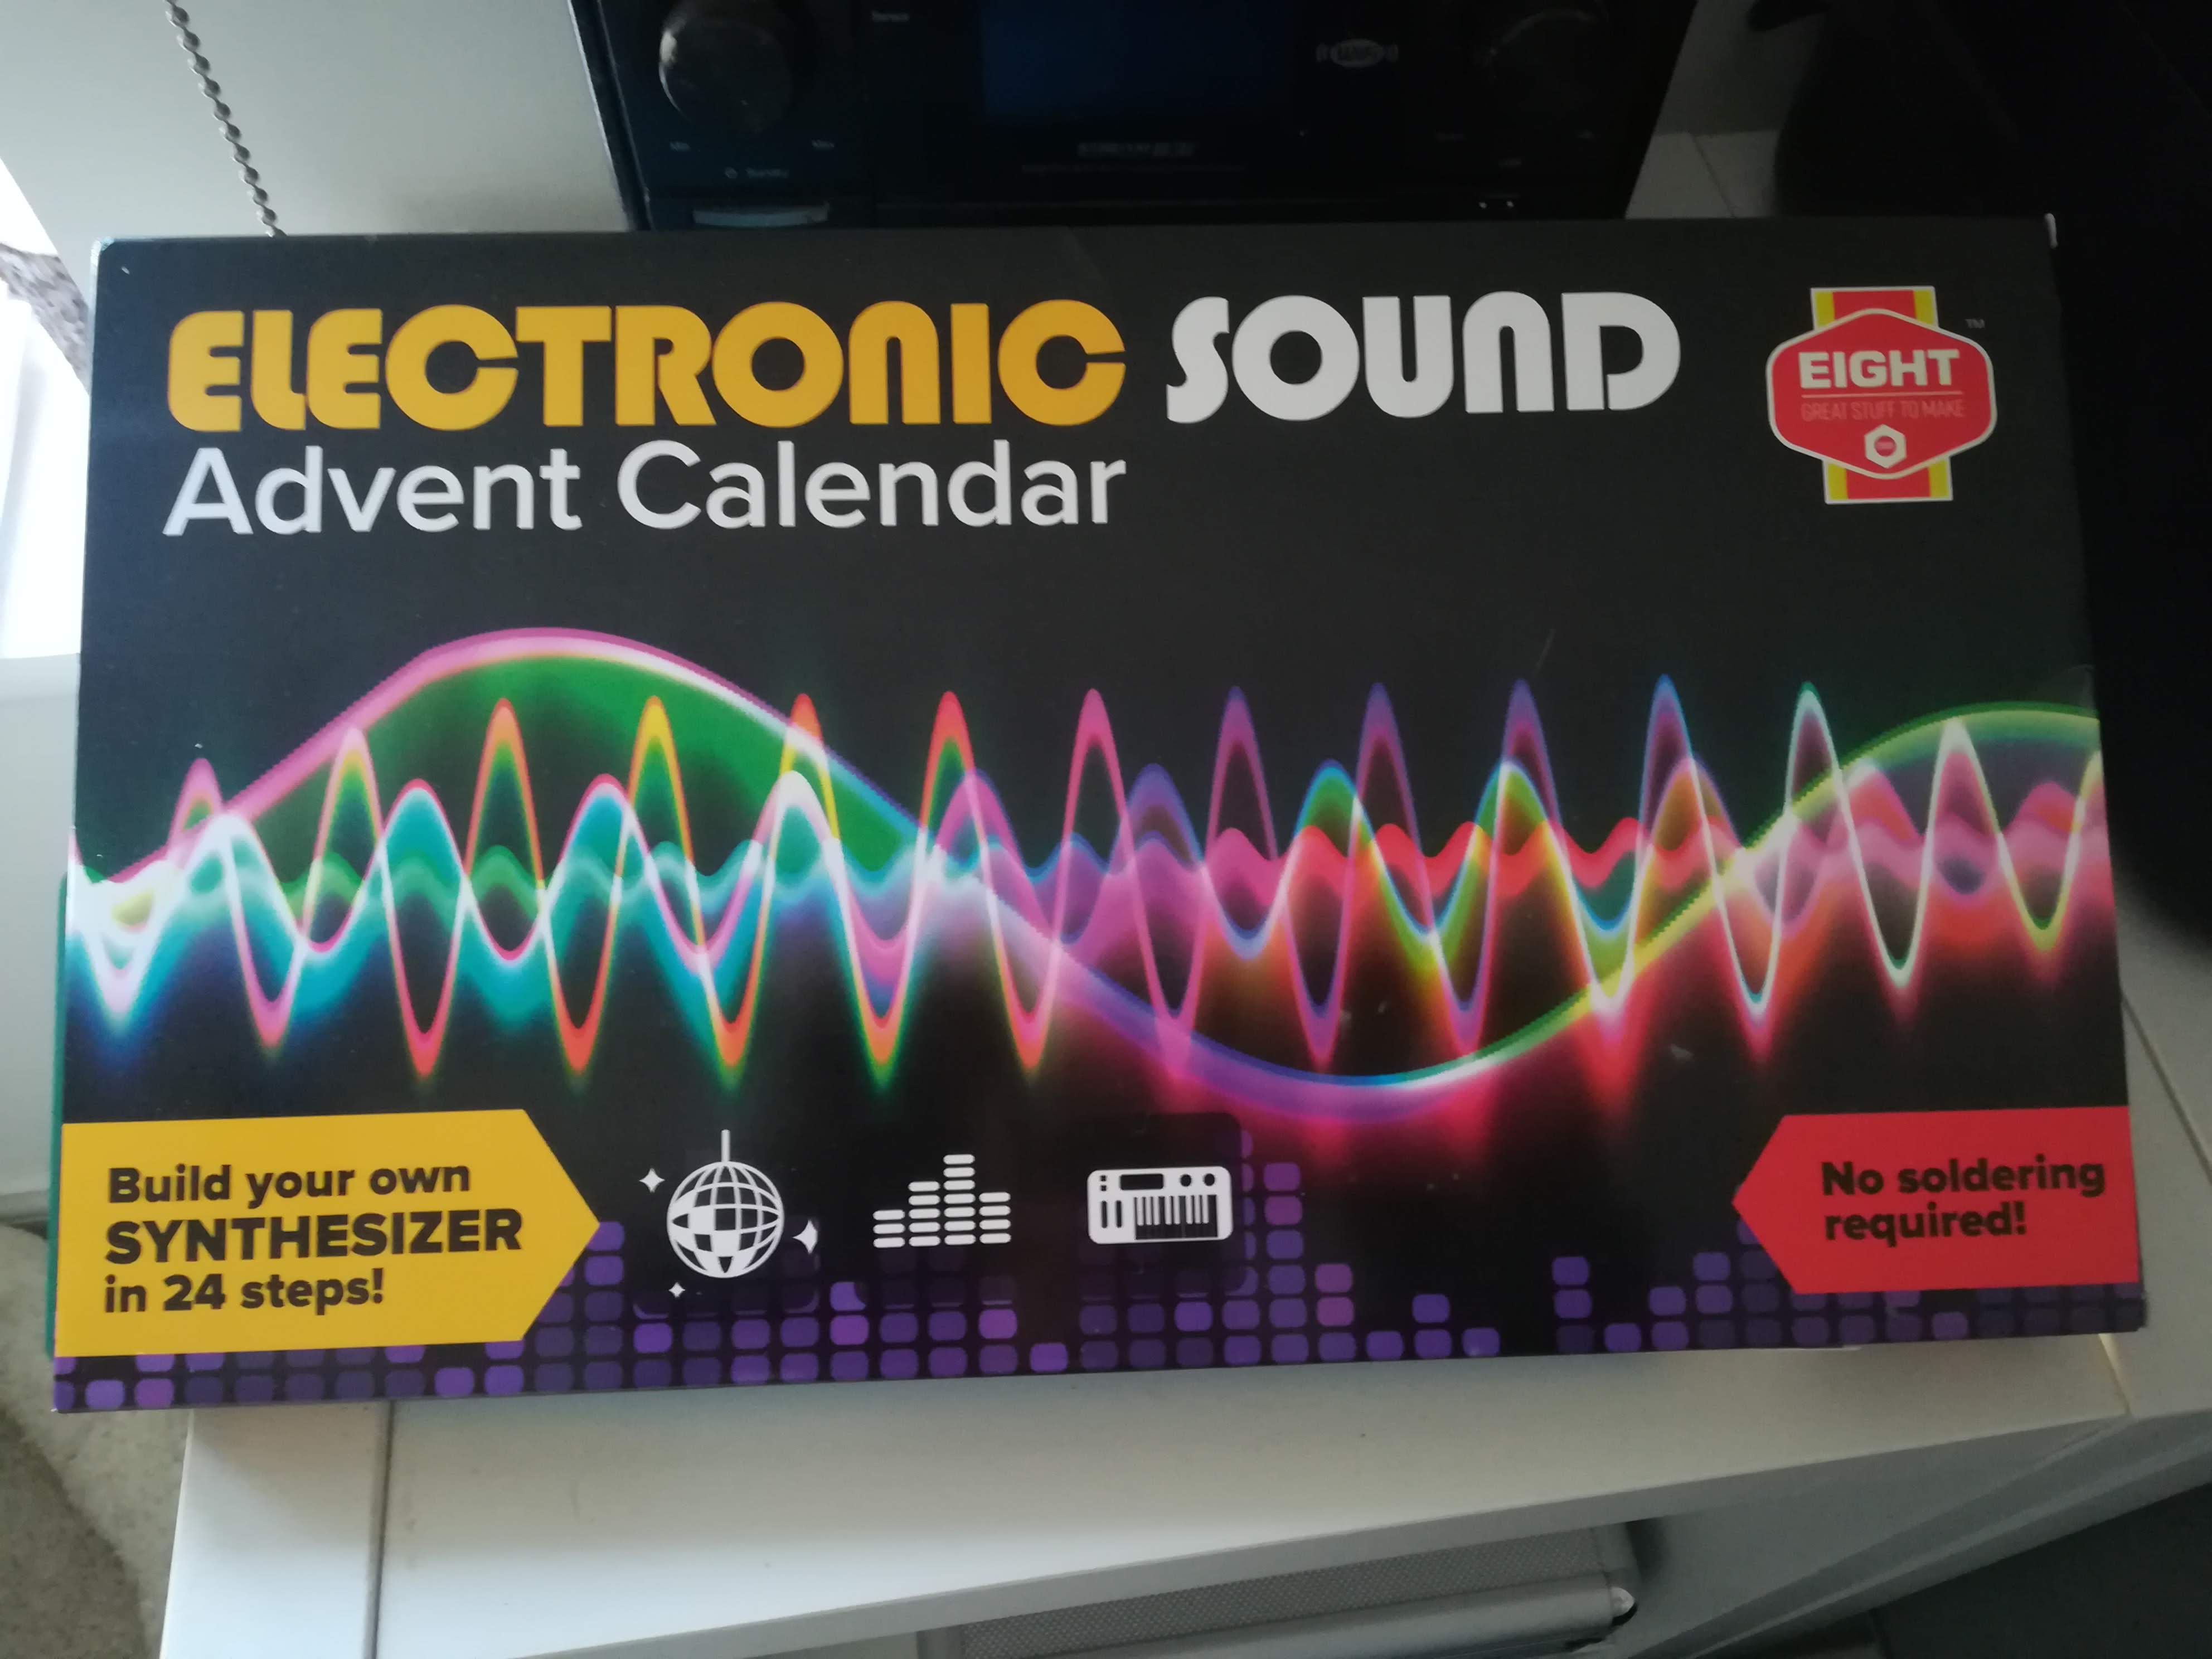 ELECTRONIC SOUND
Advent Calendar
EIGHT
TM
GREAT STUFF TO MAKE
Build your own
SYNTHESIZER
in 24 steps!
No soldering
required!